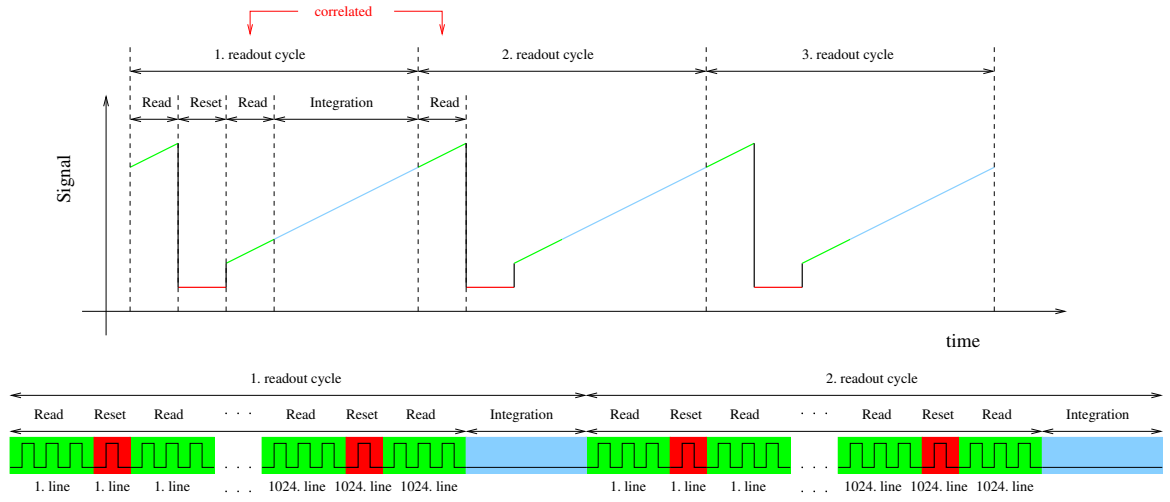 correlated
1. readout cycle 2. readout cycle 3. readout cycle
Read Reset Read Integration Read
Signal
time
1. readout cycle 2. readout cycle
Read Reset Read . . . Read Reset Read Integration Read Reset Read . . . Read Reset Read Integration
1. line 1. line 1. line . . . 1024. line 1024. line 1024. line 1. line 1. line 1. line . . . 1024. line 1024. line 1024. line